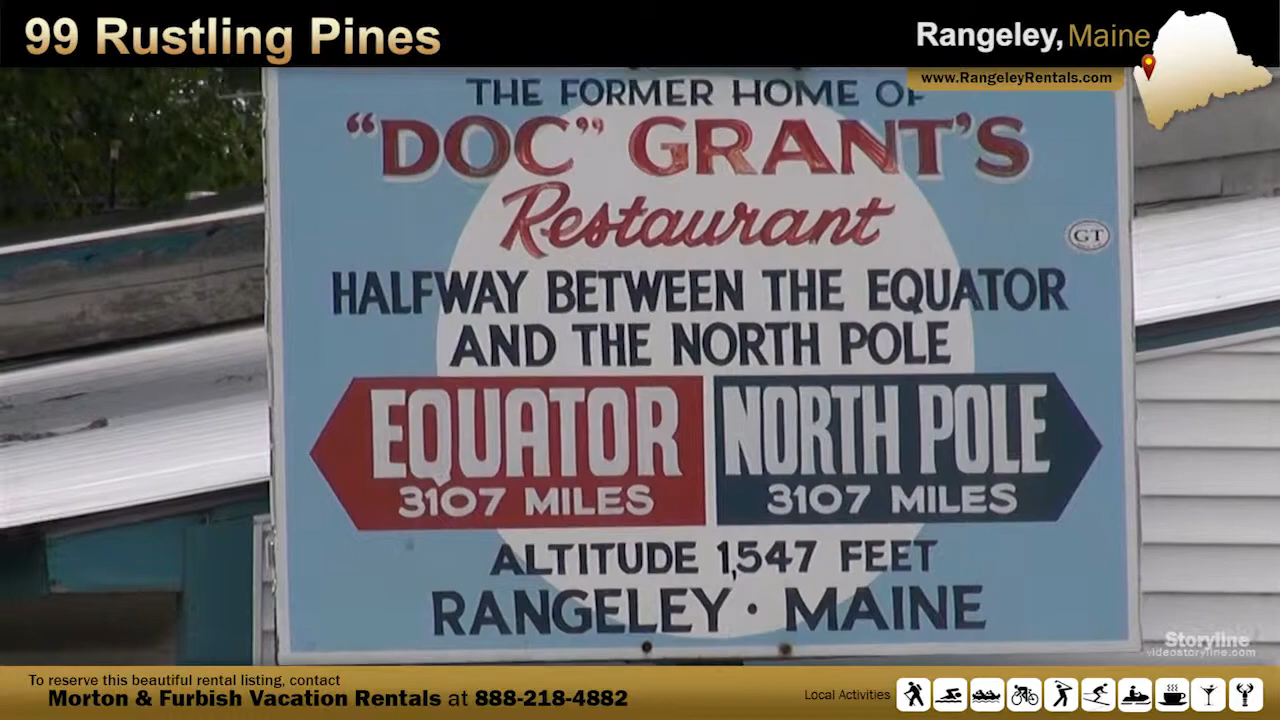 99 Rustling Pines
Rangeley, Maine
www.RangeleyRentals.com
THE FORMER HOME OF
"DOC" GRANT'S
Restaurant
GT
HALFWAY BETWEEN THE EQUATOR
AND THE NORTH POLE
EQUATOR
3107 MILES
NORTH POLE
3107 MILES
ALTITUDE 1,547 FEET
RANGELEY · MAINE
Storyline
videostoryline.com
To reserve this beautiful rental listing, contact
Morton & Furbish Vacation Rentals at 888-218-4882
Local Activities